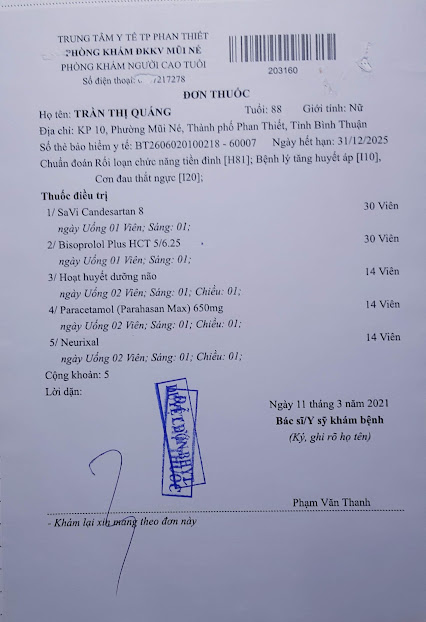 TRUNG TÂM Y TẾ TP PHAN THIẾT
PHÒNG KHÁM ĐKKV MŨI NÉ
PHÒNG KHÁM NGƯỜI CAO TUỔI
Số điện thoại: 217278
203160
ĐƠN THUỐC
Họ tên: TRẦN THỊ QUÁNG Tuổi: 88 Giới tính: Nữ
Địa chỉ: KP 10, Phường Mũi Né, Thành phố Phan Thiết, Tỉnh Bình Thuận
Số thẻ bảo hiểm y tế: BT2606020100218 - 60007 Ngày hết hạn: 31/12/2025
Chuẩn đoán Rối loạn chức năng tiền đình [H81]; Bệnh lý tăng huyết áp [I10],
Cơn đau thắt ngực [I20];
Thuốc điều trị
1/ SaVi Candesartan 8 30 Viên
ngày Uống 01 Viên; Sáng: 01;
2/ Bisoprolol Plus HCT 5/6.25 30 Viên
ngày Uống 01 Viên; Sáng: 01;
3/ Hoạt huyết dưỡng não 14 Viên
ngày Uống 02 Viên; Sáng: 01; Chiều: 01;
4/ Paracetamol (Parahasan Max) 650mg 14 Viên
ngày Uống 02 Viên; Sáng: 01; Chiều: 01;
5/ Neurixal 14 Viên
ngày Uống 02 Viên; Sáng: 01; Chiều: 01;
Cộng khoản: 5
Lời dặn:
Ngày 11 tháng 3 năm 2021
Bác sĩ/Y sỹ khám bệnh
(Ký, ghi rõ họ tên)
Phạm Văn Thanh
- Khám lại xin mang theo đơn này